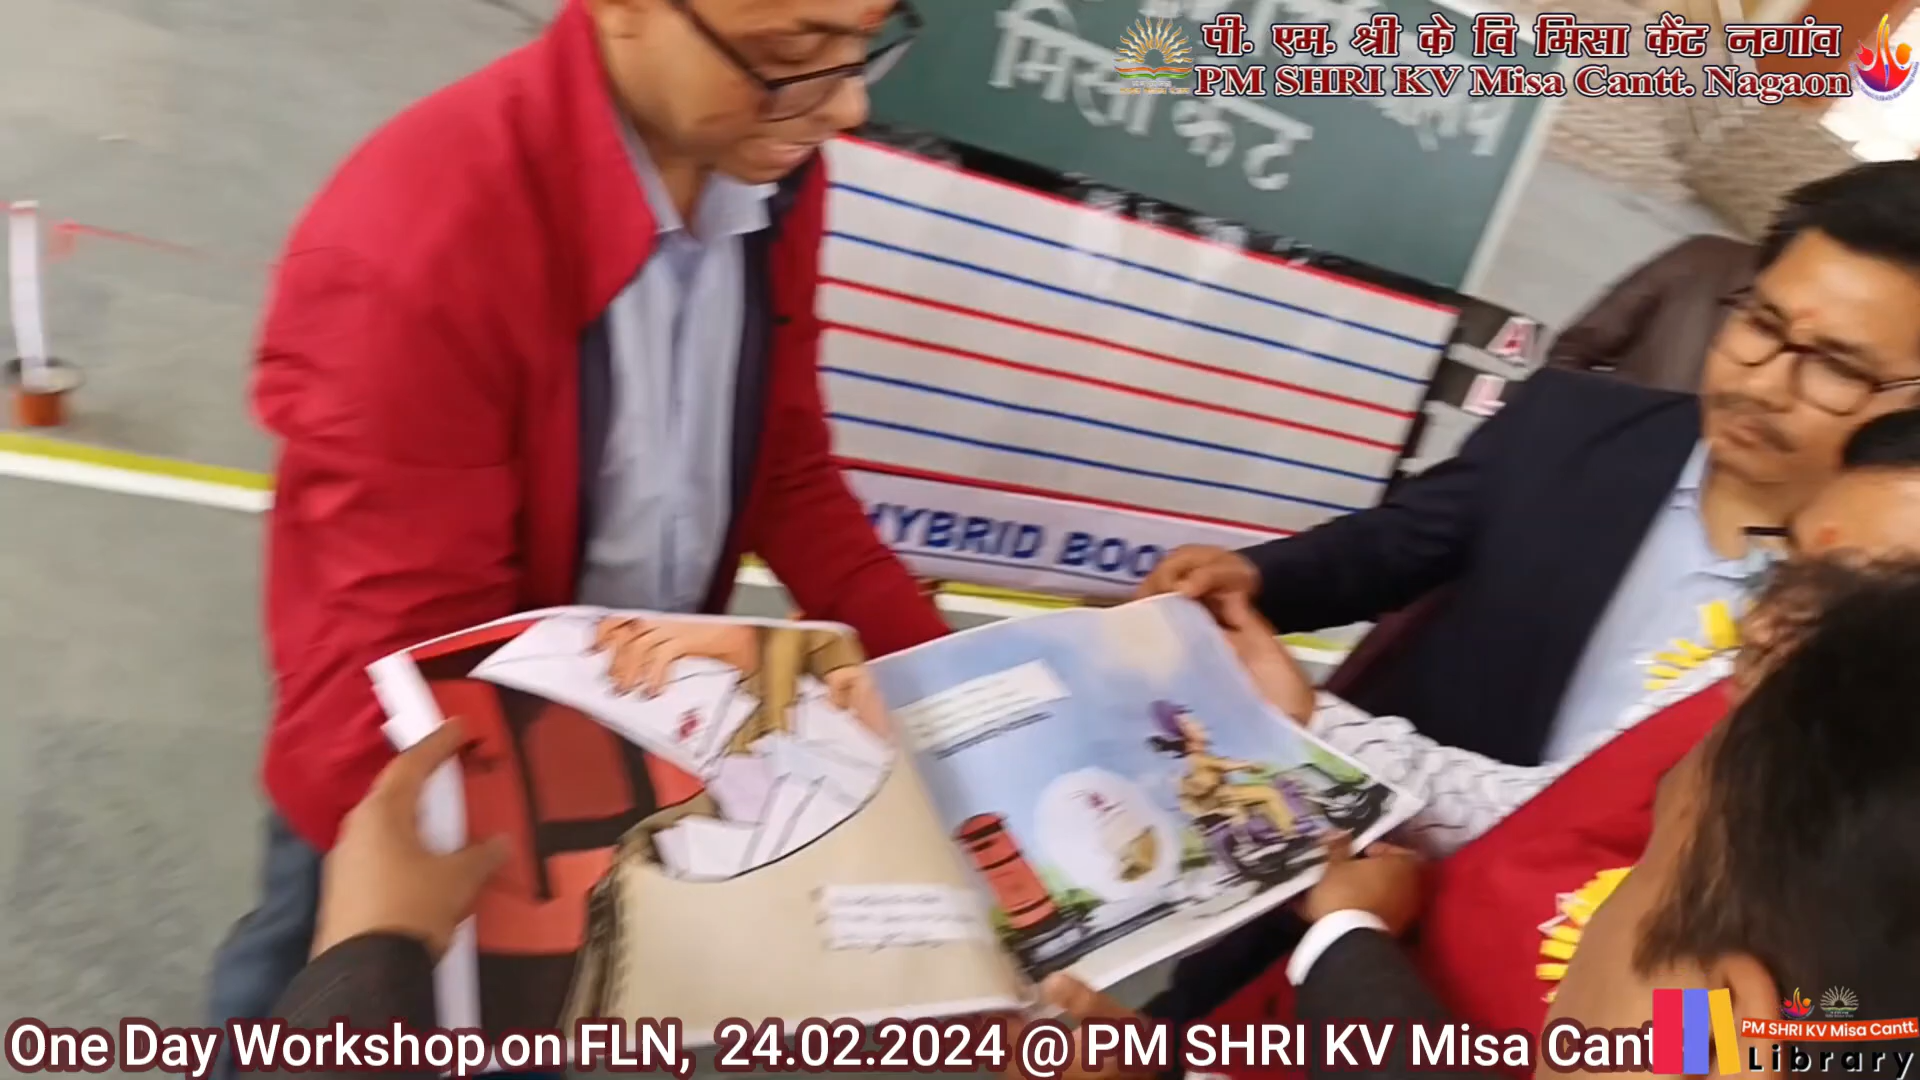 पी. एम. श्री के वि मिसा कैंट नगांव
PM SHRI KV Misa Cantt. Nagaon
मिसा कैंट
A
L
HYBRID BOO
One Day Workshop on FLN, 24.02.2024 @ PM SHRI KV Misa Cant
PM SHRI KV Misa Cantt.
Library